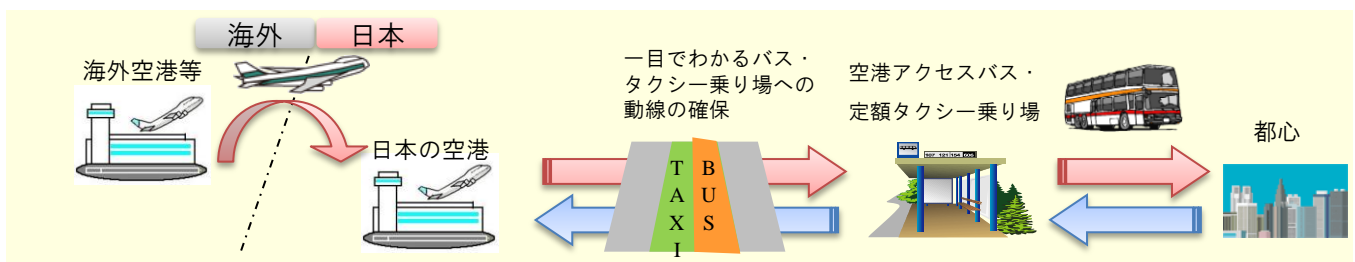 海外
日本
海外空港等
日本の空港
一目でわかるバス・
タクシー乗り場への
動線の確保
TAXI
BUS
空港アクセスバス・
定額タクシー乗り場
都心